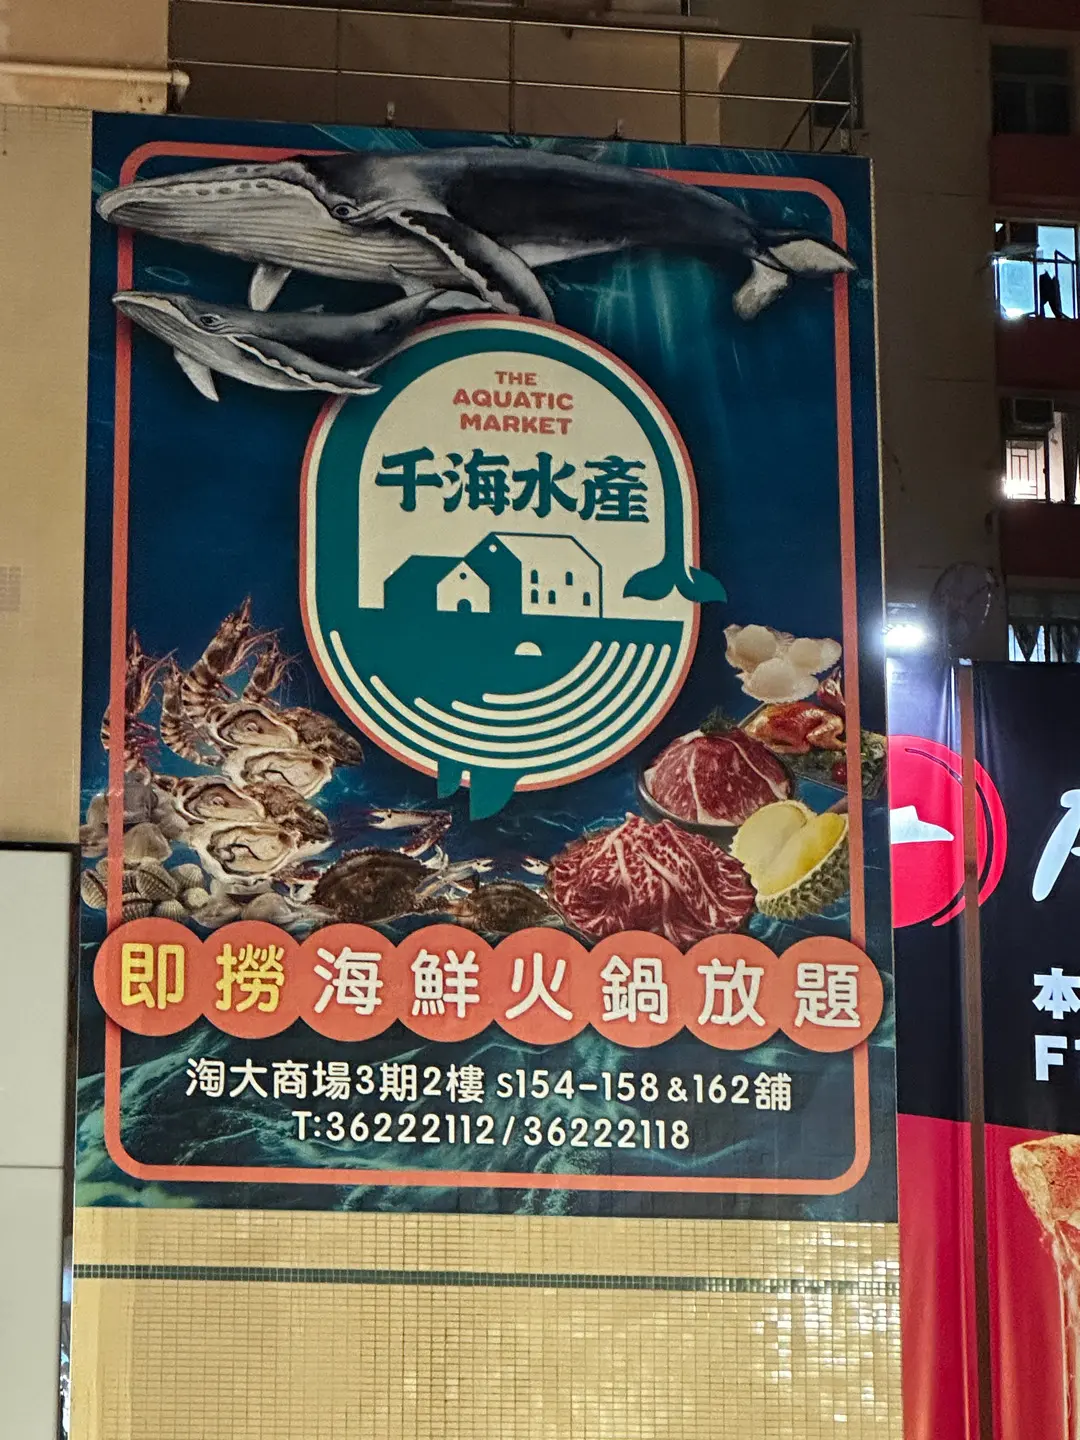 THE
AQUATIC
MARKET
千海水產
即撈海鮮火鍋放題
淘大商場3期2樓 S154-158 & 162舖
T:36222112 / 36222118
本